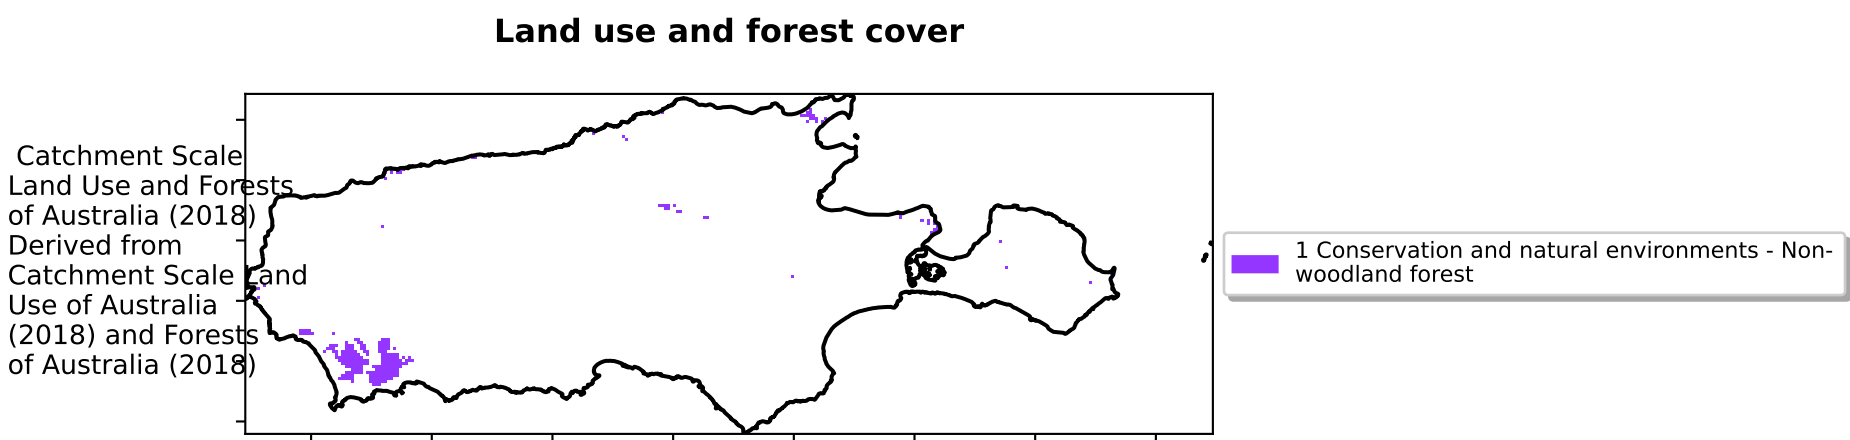 Land use and forest cover
Catchment Scale
Land Use and Forests
of Australia (2018)
Derived from
Catchment Scale Land
Use of Australia
(2018) and Forests
of Australia (2018)
1 Conservation and natural environments - Non-
woodland forest